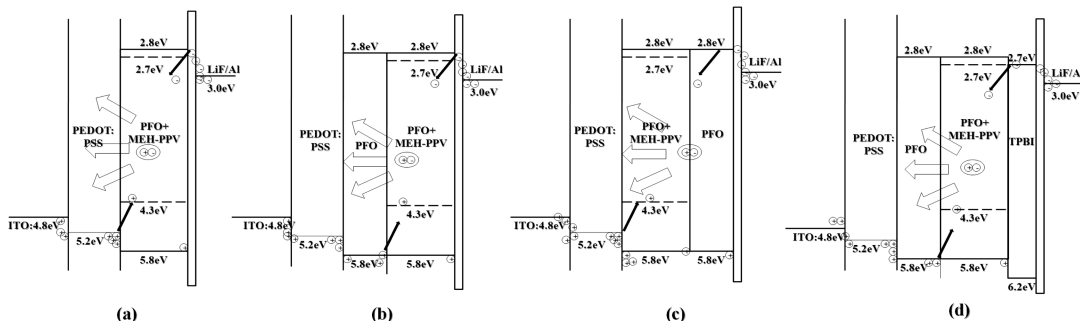 2.8eV
2.7eV
LiF/Al
3.0eV
PEDOT:
PSS
PFO+
MEH-PPV
4.3eV
ITO:4.8eV
5.2eV
5.8eV
(a)
2.8eV
2.8eV
2.7eV
LiF/Al
3.0eV
PEDOT:
PSS
PFO
PFO+
MEH-PPV
4.3eV
ITO:4.8eV
5.2eV
5.8eV
5.8eV
(b)
2.8eV
2.8eV
2.7eV
LiF/Al
3.0eV
PEDOT:
PSS
PFO+
MEH-PPV
PFO
4.3eV
ITO:4.8eV
5.2eV
5.8eV
5.8eV
(c)
2.8eV
2.8eV
2.7eV
2.7eV
LiF/Al
3.0eV
PEDOT:
PSS
PFO
PFO+
MEH-PPV
TPBI
4.3eV
ITO:4.8eV
5.2eV
5.8eV
5.8eV
6.2eV
(d)